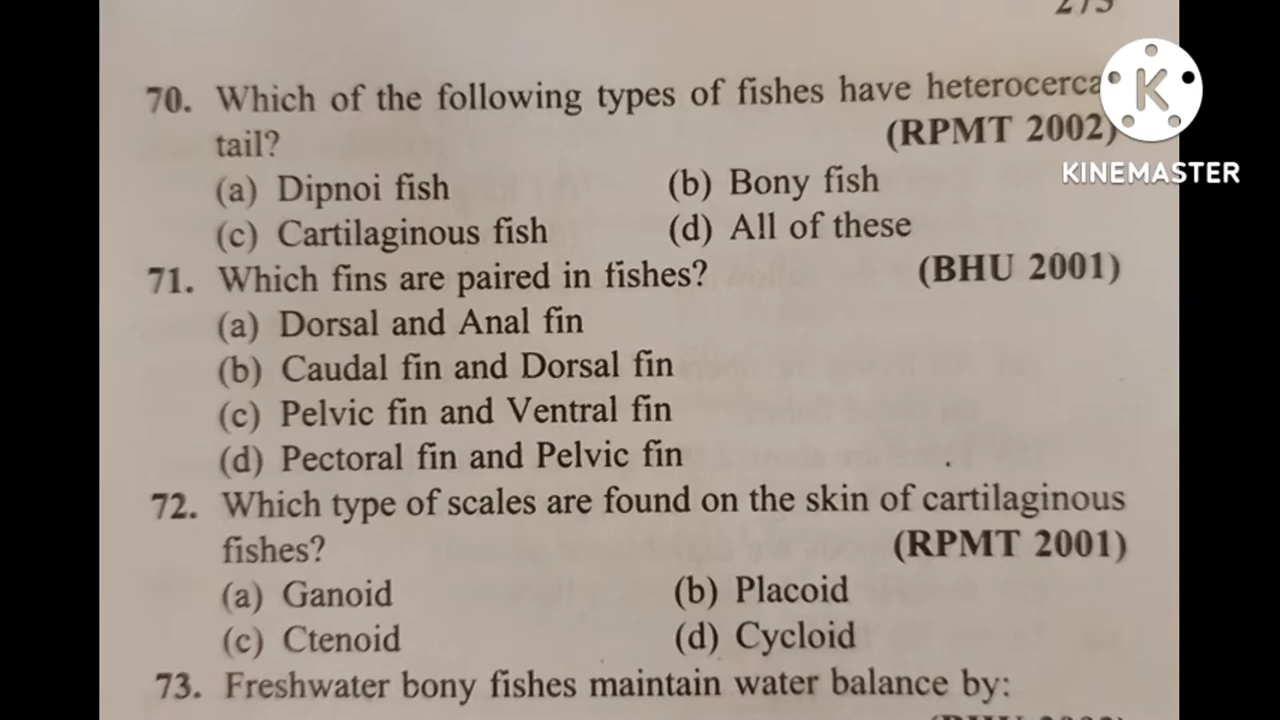 273
70. Which of the following types of fishes have heterocerca
tail? (RPMT 2002)
(a) Dipnoi fish (b) Bony fish
(c) Cartilaginous fish (d) All of these
71. Which fins are paired in fishes? (BHU 2001)
(a) Dorsal and Anal fin
(b) Caudal fin and Dorsal fin
(c) Pelvic fin and Ventral fin
(d) Pectoral fin and Pelvic fin
72. Which type of scales are found on the skin of cartilaginous
fishes? (RPMT 2001)
(a) Ganoid (b) Placoid
(c) Ctenoid (d) Cycloid
73. Freshwater bony fishes maintain water balance by:
K
KINEMASTER